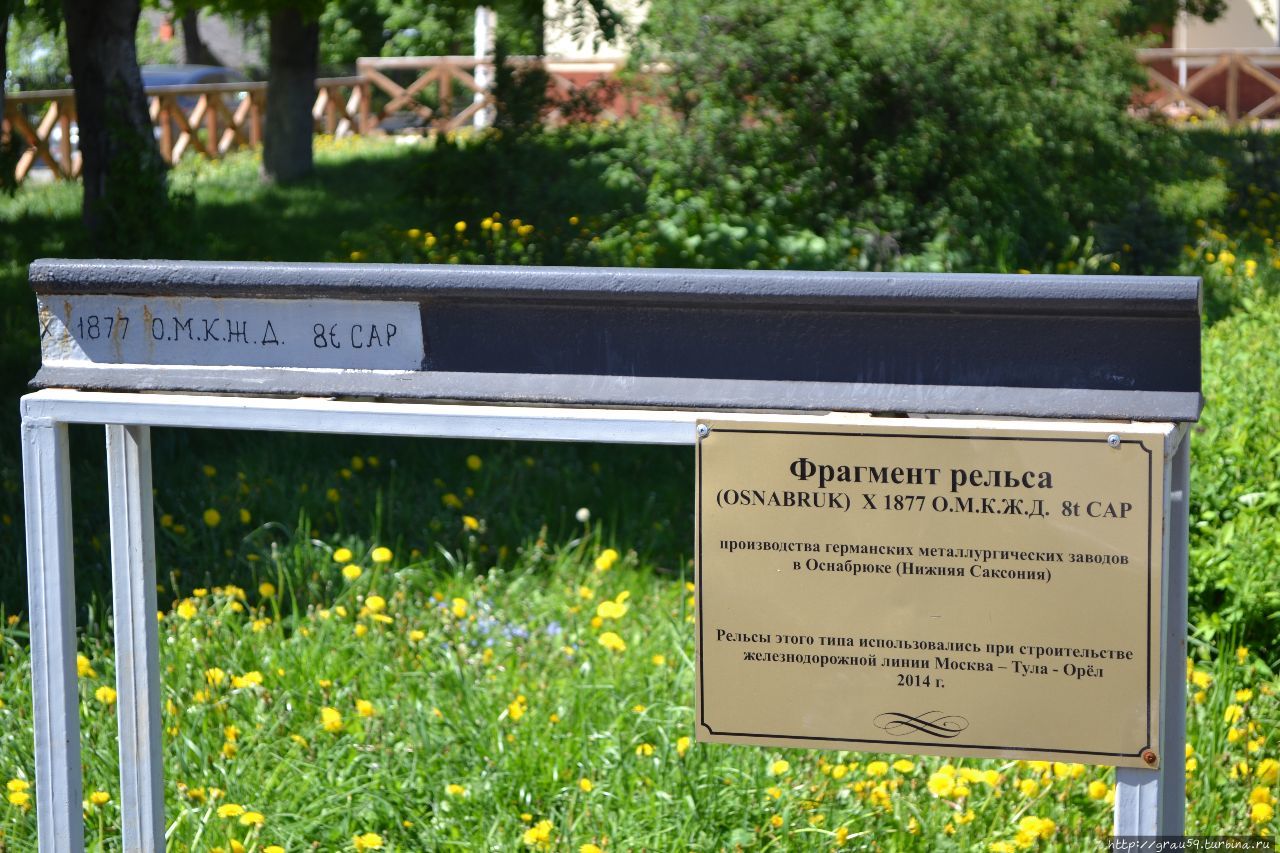 X 1877 О.М.К.Ж.Д. 8t САР
Фрагмент рельса
(OSNABRUK) X 1877 О.М.К.Ж.Д. 8t САР
производства германских металлургических заводов
в Оснабрюке (Нижняя Саксония)
Рельсы этого типа использовались при строительстве
железнодорожной линии Москва – Тула - Орёл
2014 г.
http://grau59.turbina.ru